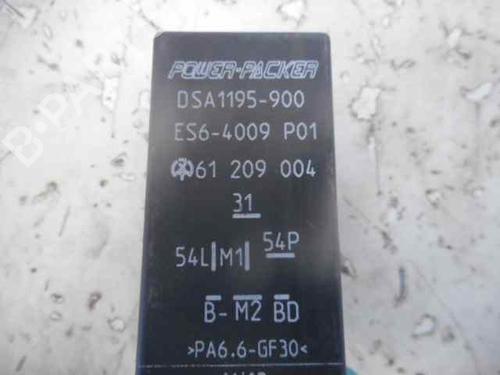 POWER-PACKER
DSA1195-900
ES6-4009 P01
61 209 004
31
54L M1 54P
B- M2 BD
>PA6.6-GF30<